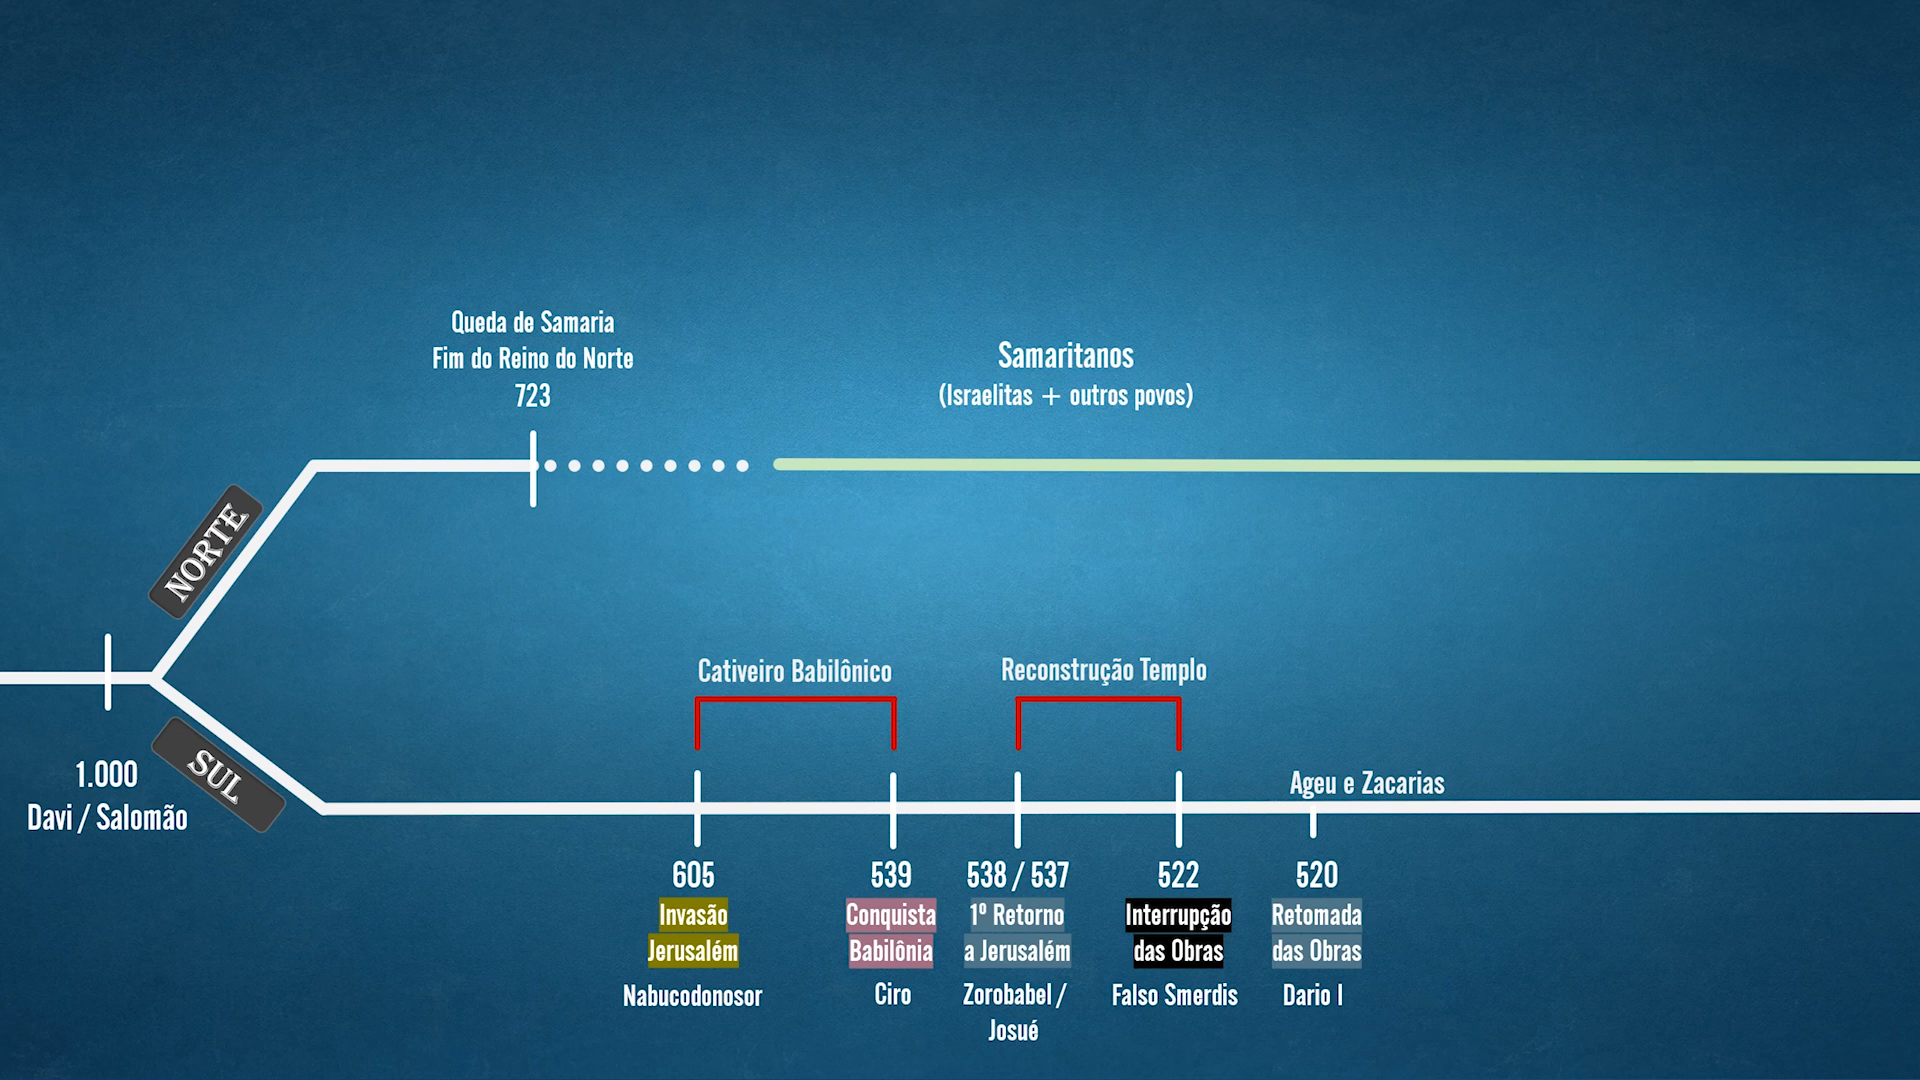 Queda de Samaria
Fim do Reino do Norte
723
Samaritanos
(Israelitas + outros povos)
NORTE
SUL
1.000
Davi / Salomão
Cativeiro Babilônico
Reconstrução Templo
Ageu e Zacarias
605
Invasão
Jerusalém
Nabucodonosor
539
Conquista
Babilônia
Ciro
538 / 537
1º Retorno
a Jerusalém
Zorobabel /
Josué
522
Interrupção
das Obras
Falso Smerdis
520
Retomada
das Obras
Dario I